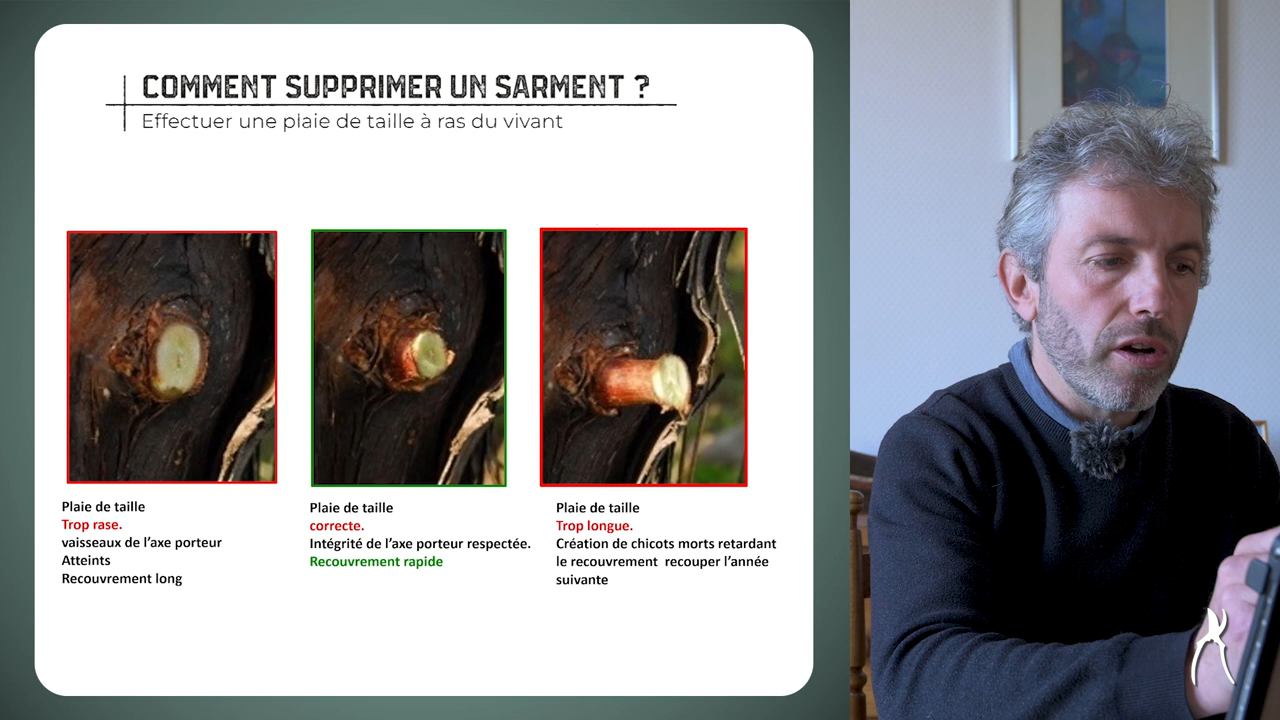 COMMENT SUPPRIMER UN SARMENT ?
Effectuer une plaie de taille à ras du vivant
Plaie de taille
Trop rase.
vaisseaux de l'axe porteur
Atteints
Recouvrement long
Plaie de taille
correcte.
Intégrité de l'axe porteur respectée.
Recouvrement rapide
Plaie de taille
Trop longue.
Création de chicots morts retardant
le recouvrement  recouper l'année
suivante